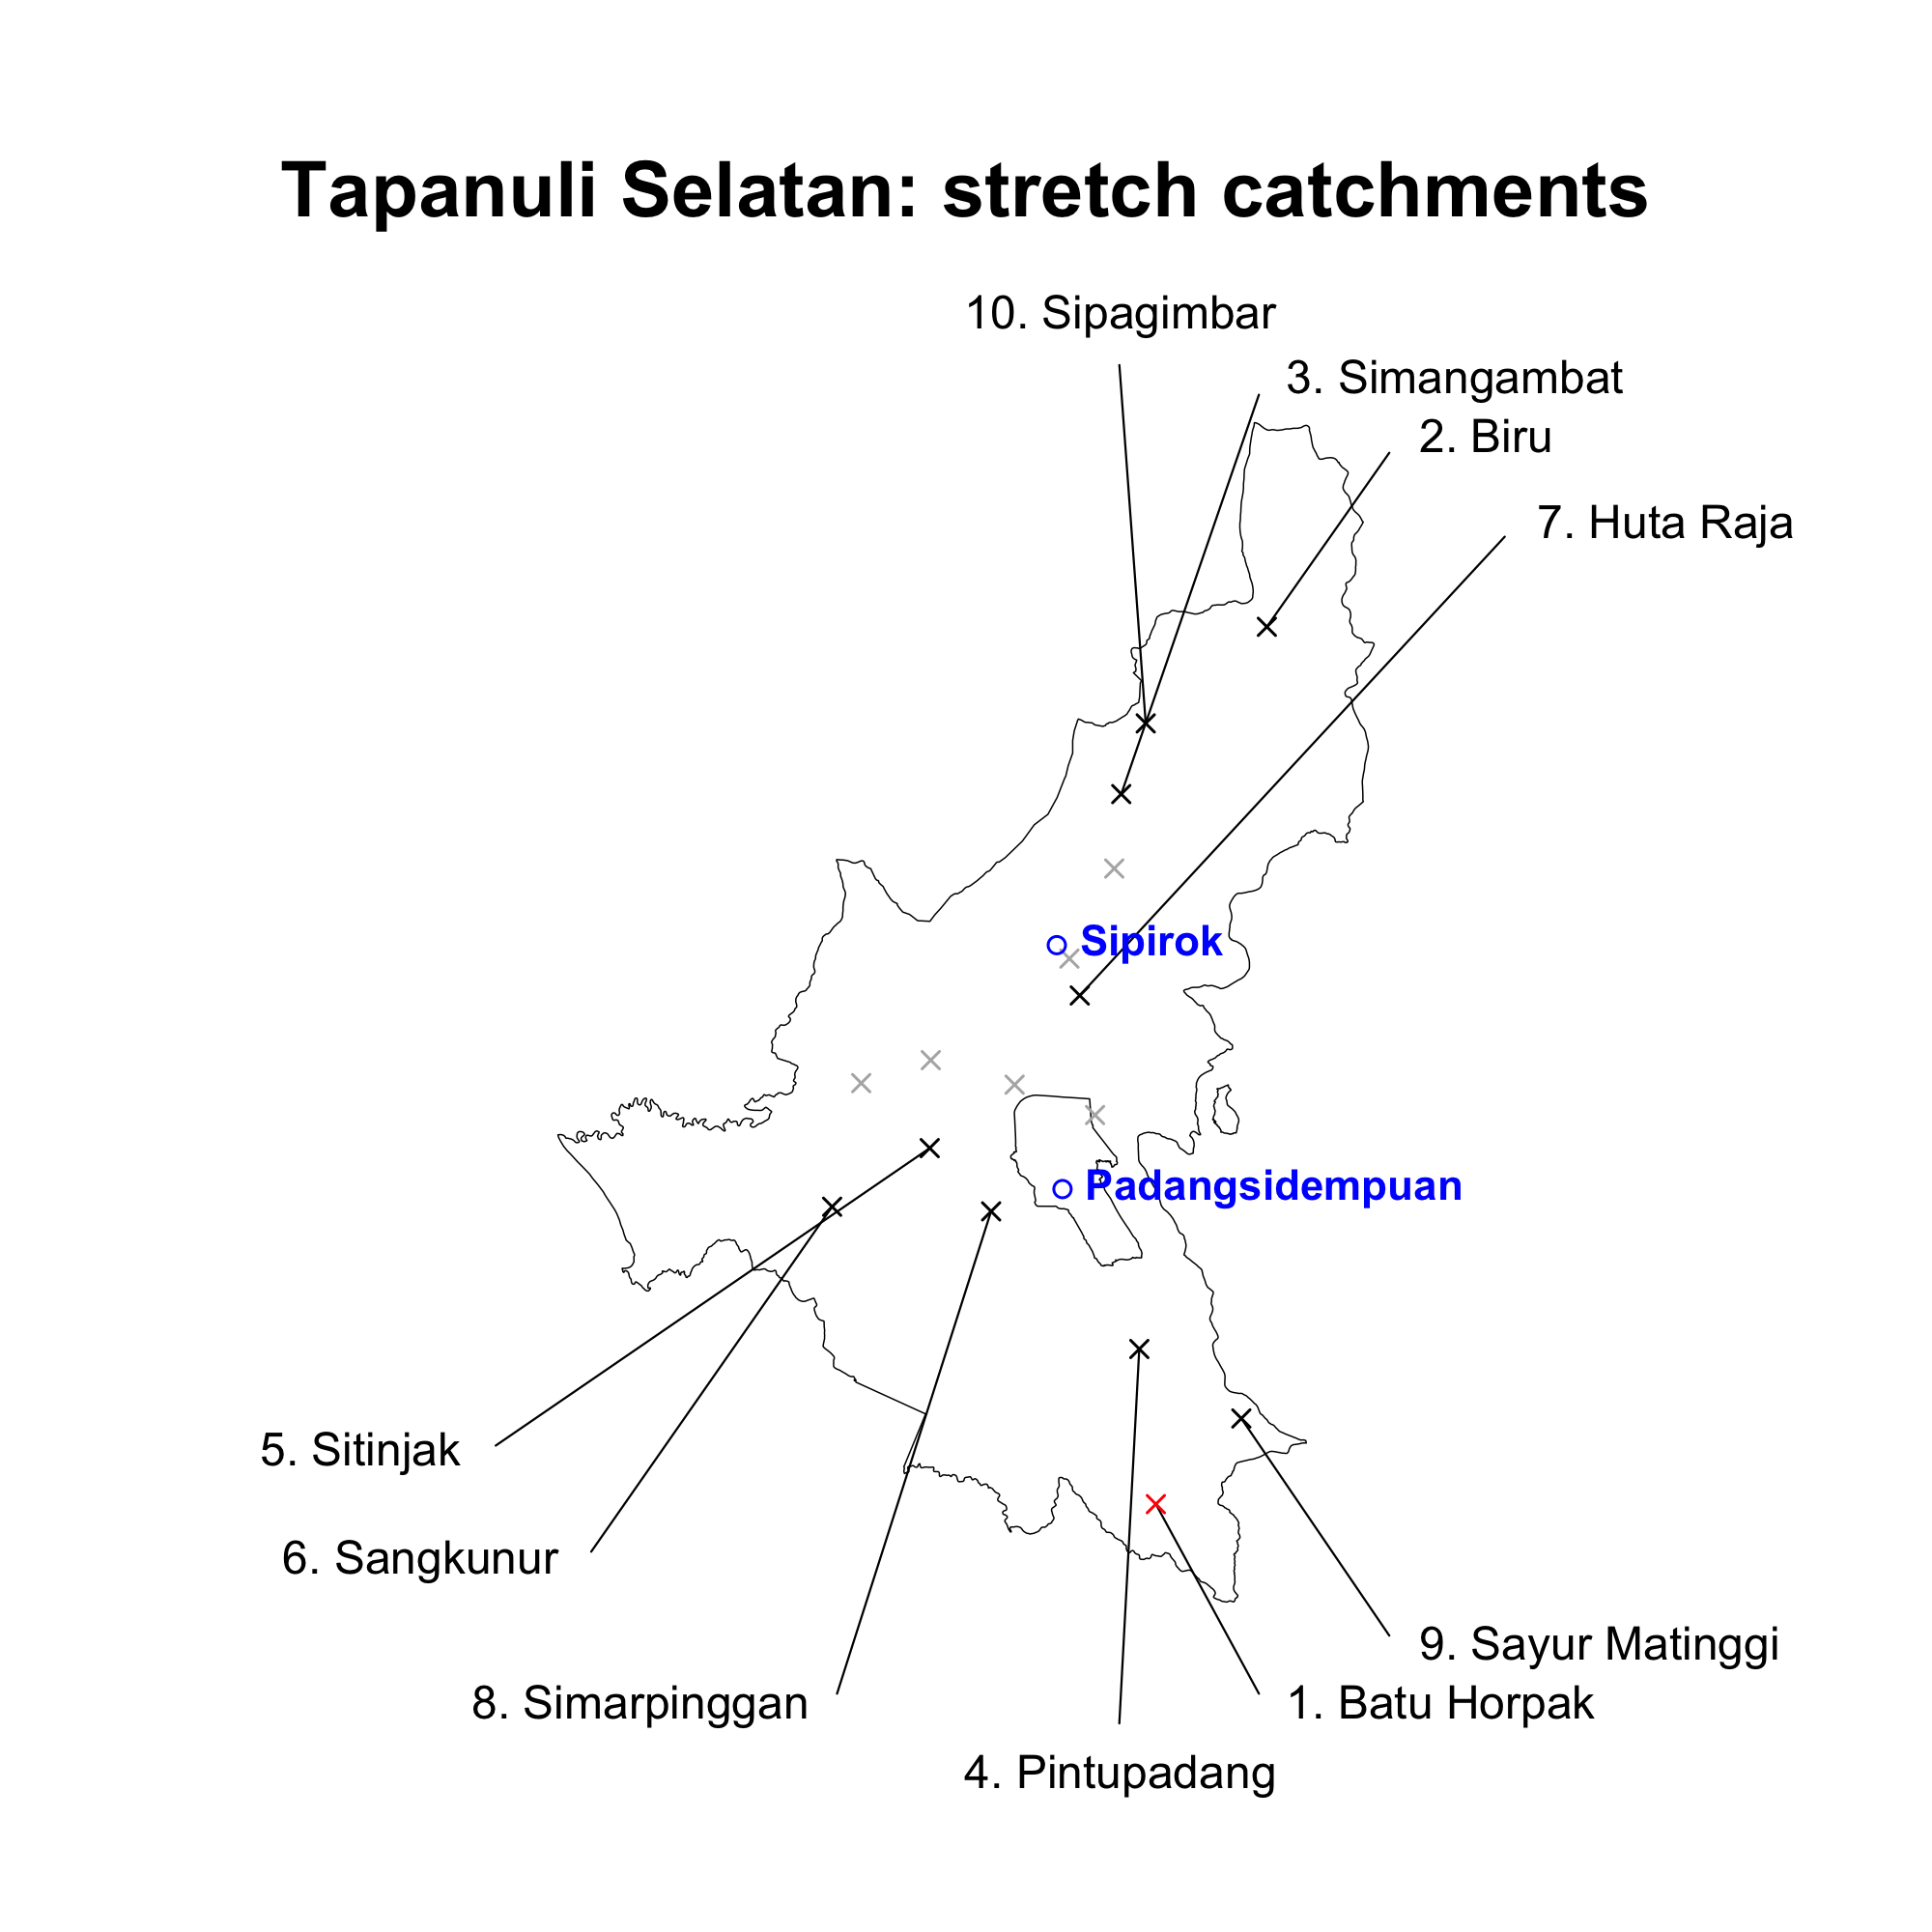 Tapanuli Selatan: stretch catchments
10. Sipagimbar
3. Simangambat
2. Biru
7. Huta Raja
Sipirok
Padangsidempuan
5. Sitinjak
6. Sangkunur
9. Sayur Matinggi
8. Simarpinggan
1. Batu Horpak
4. Pintupadang